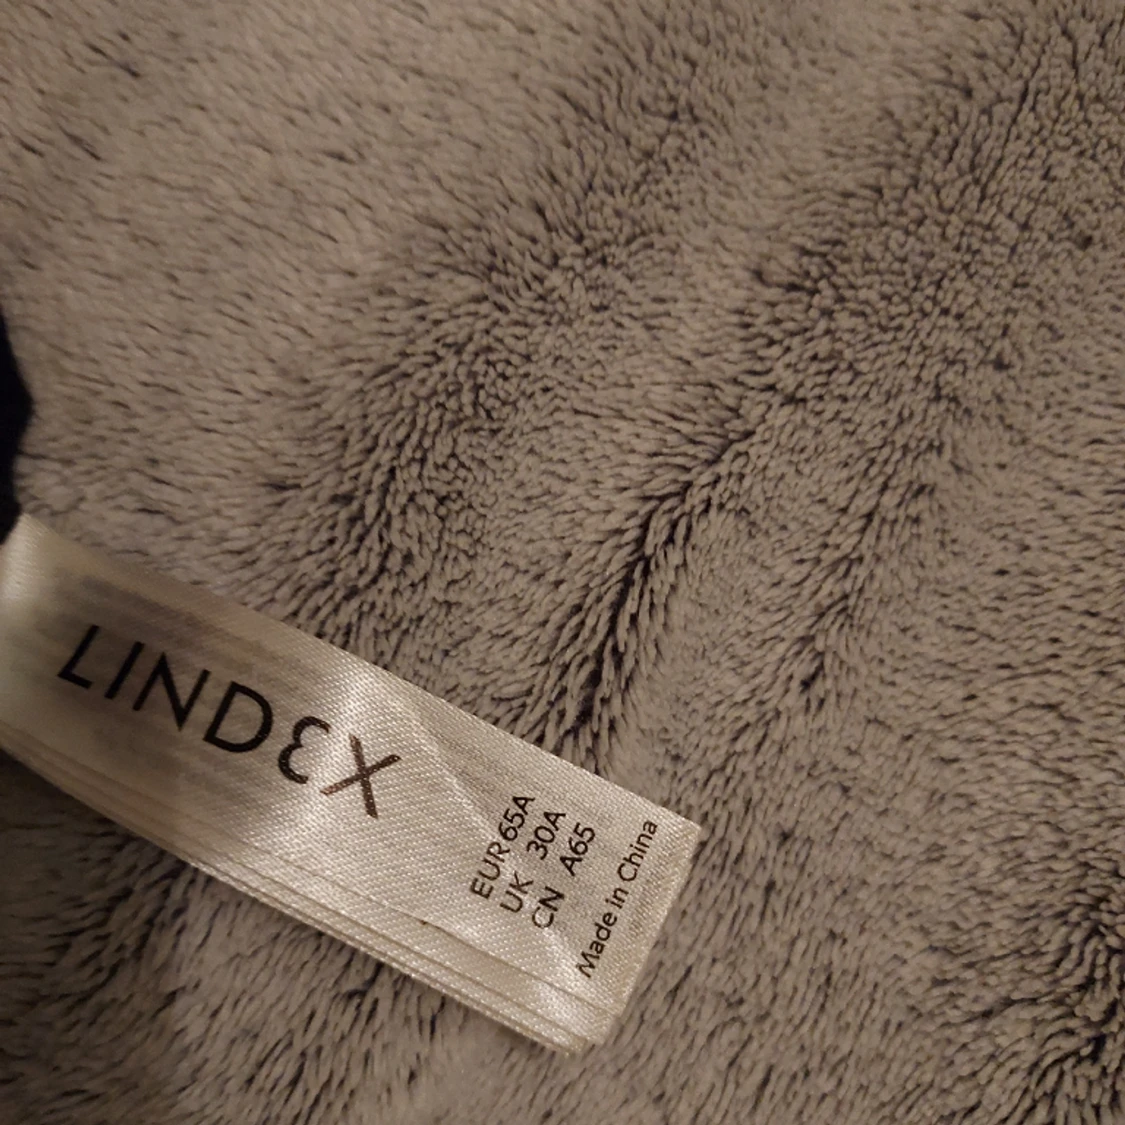 LINDEX
EUR 65A
UK 30A
CN A65
Made in China